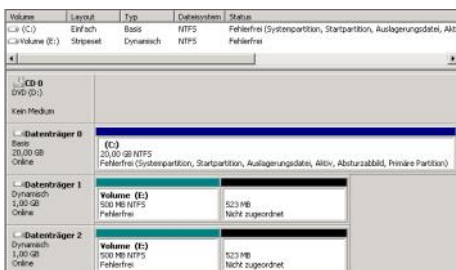 Volume Layout Typ Dateisystem Status
(C:) Einfach Basis NTFS Fehlerfrei (Systempartition, Startpartition, Auslagerungsdatei, Akt
Volume (E:) Stripeset Dynamisch NTFS Fehlerfrei
CD 0
DVD (D:)
Kein Medium
Datenträger 0
Basis
20,00 GB
Online
(C:)
20,00 GB NTFS
Fehlerfrei (Systempartition, Startpartition, Auslagerungsdatei, Aktiv, Absturzabbild, Primäre Partition)
Datenträger 1
Dynamisch
1,00 GB
Online
Volume (E:)
500 MB NTFS
Fehlerfrei
523 MB
Nicht zugeordnet
Datenträger 2
Dynamisch
1,00 GB
Online
Volume (E:)
500 MB NTFS
Fehlerfrei
523 MB
Nicht zugeordnet